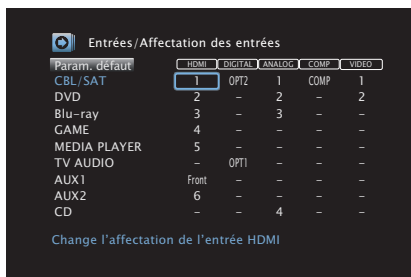 Entrées/Affectation des entrées
Param. défaut HDMI DIGITAL ANALOG COMP VIDEO
CBL/SAT 1 OPT2 1 COMP 1
DVD 2 – 2 – 2
Blu-ray 3 – 3 – –
GAME 4 – – – –
MEDIA PLAYER 5 – – – –
TV AUDIO – OPT1 – – –
AUX1 Front – – – –
AUX2 6 – – – –
CD – – 4 – –
Change l'affectation de l'entrée HDMI